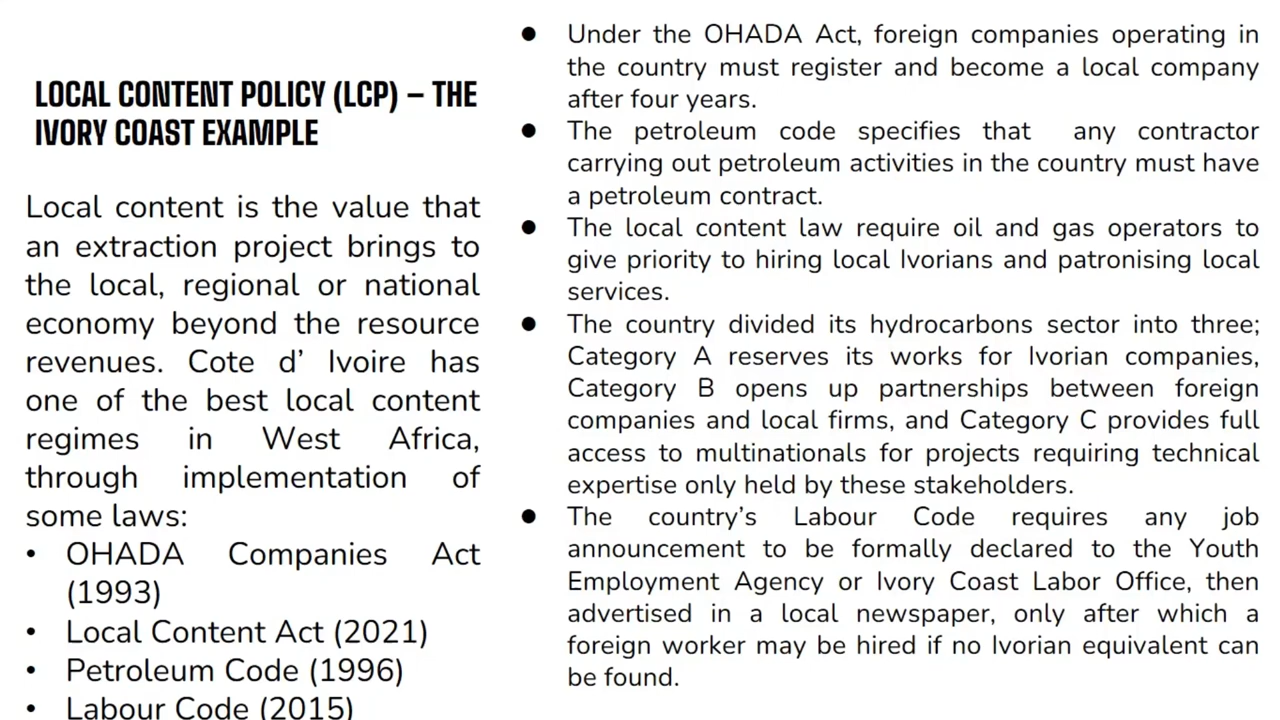 LOCAL CONTENT POLICY (LCP) – THE
IVORY COAST EXAMPLE
Local content is the value that
an extraction project brings to
the local, regional or national
economy beyond the resource
revenues. Cote d’ Ivoire has
one of the best local content
regimes in West Africa,
through implementation of
some laws:
• OHADA Companies Act
(1993)
• Local Content Act (2021)
• Petroleum Code (1996)
• Labour Code (2015)
● Under the OHADA Act, foreign companies operating in
the country must register and become a local company
after four years.
● The petroleum code specifies that any contractor
carrying out petroleum activities in the country must have
a petroleum contract.
● The local content law require oil and gas operators to
give priority to hiring local Ivorians and patronising local
services.
● The country divided its hydrocarbons sector into three;
Category A reserves its works for Ivorian companies,
Category B opens up partnerships between foreign
companies and local firms, and Category C provides full
access to multinationals for projects requiring technical
expertise only held by these stakeholders.
● The country’s Labour Code requires any job
announcement to be formally declared to the Youth
Employment Agency or Ivory Coast Labor Office, then
advertised in a local newspaper, only after which a
foreign worker may be hired if no Ivorian equivalent can
be found.